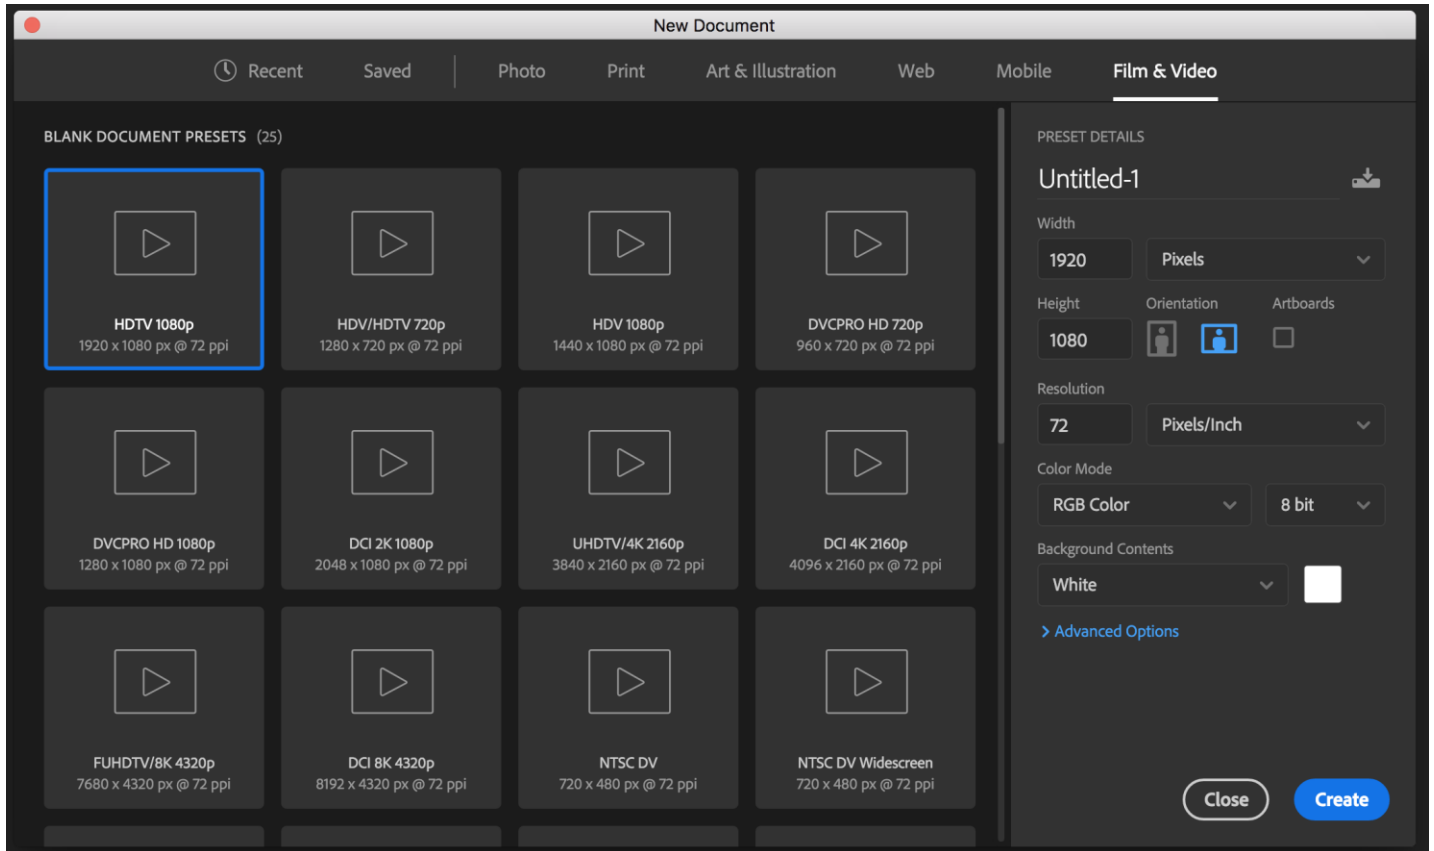 New Document
Recent Saved Photo Print Art & Illustration Web Mobile Film & Video
BLANK DOCUMENT PRESETS (25)
HDTV 1080p
1920 x 1080 px @ 72 ppi
HDV/HDTV 720p
1280 x 720 px @ 72 ppi
HDV 1080p
1440 x 1080 px @ 72 ppi
DVCPRO HD 720p
960 x 720 px @ 72 ppi
DVCPRO HD 1080p
1280 x 1080 px @ 72 ppi
DCI 2K 1080p
2048 x 1080 px @ 72 ppi
UHDTV/4K 2160p
3840 x 2160 px @ 72 ppi
DCI 4K 2160p
4096 x 2160 px @ 72 ppi
FUHDTV/8K 4320p
7680 x 4320 px @ 72 ppi
DCI 8K 4320p
8192 x 4320 px @ 72 ppi
NTSC DV
720 x 480 px @ 72 ppi
NTSC DV Widescreen
720 x 480 px @ 72 ppi
PRESET DETAILS
Untitled-1
Width
1920 Pixels
Height Orientation Artboards
1080
Resolution
72 Pixels/Inch
Color Mode
RGB Color 8 bit
Background Contents
White
Advanced Options
Close Create